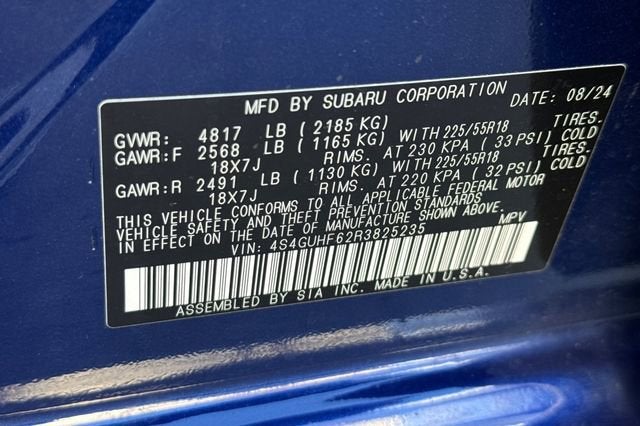 MFD BY SUBARU CORPORATION DATE: 08/24
GVWR: 4817 LB (2185 KG) TIRES.
GAWR:F 2568 LB (1165 KG) WITH 225/55R18 TIRES.
18X7J RIMS. AT 230 KPA (33 PSI) COLD
GAWR:R 2491 LB (1130 KG) WITH 225/55R18 TIRES.
18X7J RIMS. AT 220 KPA (32 PSI) COLD
THIS VEHICLE CONFORMS TO ALL APPLICABLE FEDERAL MOTOR
VEHICLE SAFETY AND THEFT PREVENTION STANDARDS
IN EFFECT ON THE DATE OF MANUFACTURE SHOWN ABOVE.
VIN: 4S4GUHF62R3825235 MPV
ASSEMBLED BY SIA INC. MADE IN U.S.A.